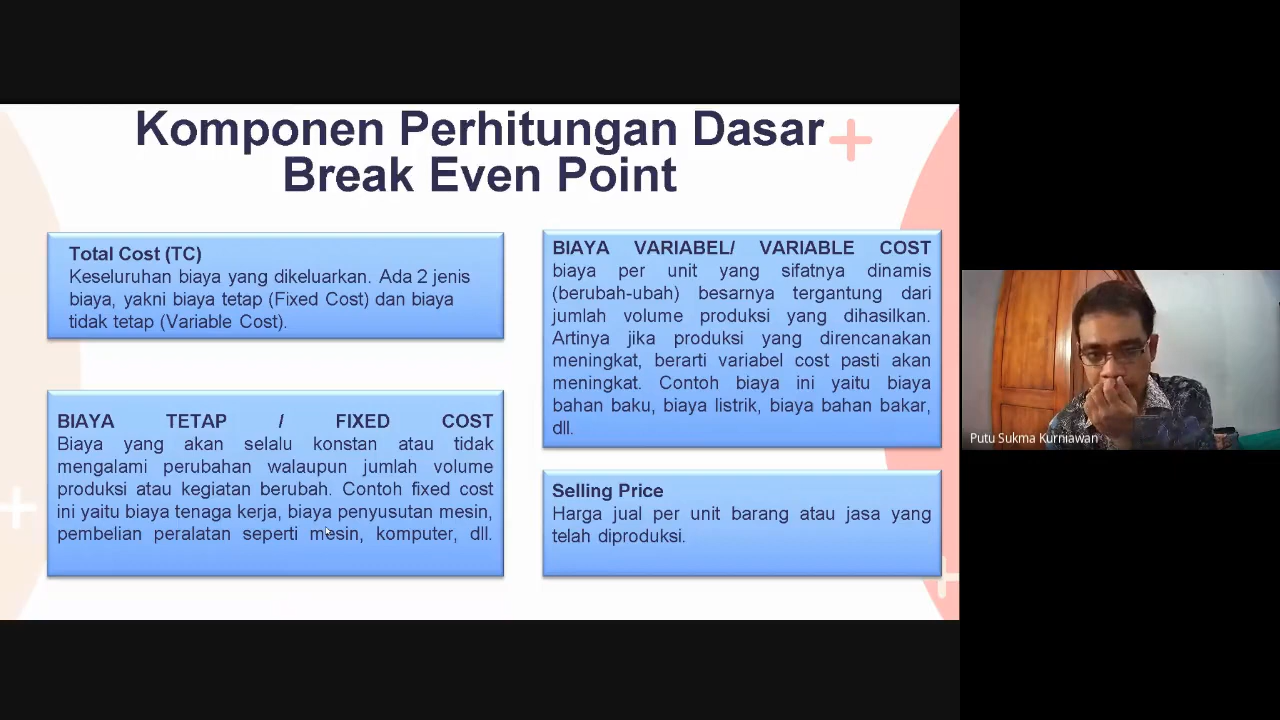 Komponen Perhitungan Dasar
Break Even Point
Total Cost (TC)
Keseluruhan biaya yang dikeluarkan. Ada 2 jenis
biaya, yakni biaya tetap (Fixed Cost) dan biaya
tidak tetap (Variable Cost).
BIAYA TETAP / FIXED COST
Biaya yang akan selalu konstan atau tidak
mengalami perubahan walaupun jumlah volume
produksi atau kegiatan berubah. Contoh fixed cost
ini yaitu biaya tenaga kerja, biaya penyusutan mesin,
pembelian peralatan seperti mesin, komputer, dll.
BIAYA VARIABEL/ VARIABLE COST
biaya per unit yang sifatnya dinamis
(berubah-ubah) besarnya tergantung dari
jumlah volume produksi yang dihasilkan.
Artinya jika produksi yang direncanakan
meningkat, berarti variabel cost pasti akan
meningkat. Contoh biaya ini yaitu biaya
bahan baku, biaya listrik, biaya bahan bakar,
dll.
Selling Price
Harga jual per unit barang atau jasa yang
telah diproduksi.
Putu Sukma Kurniawan